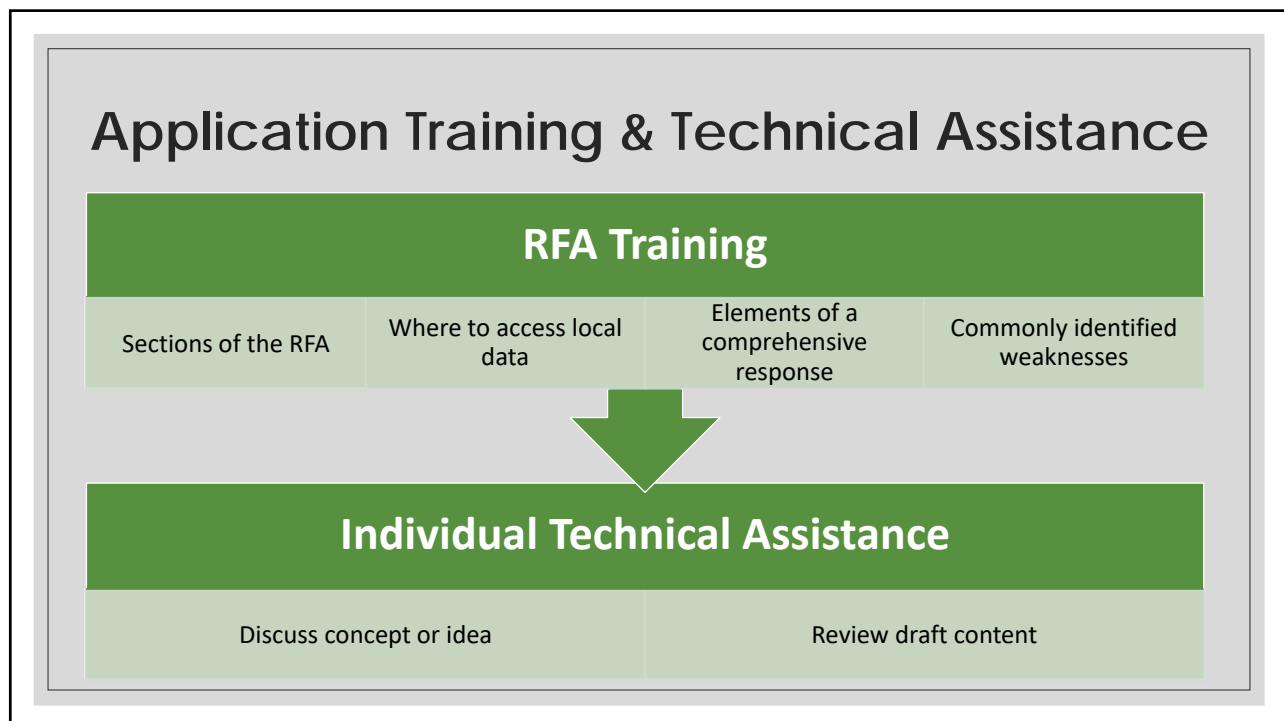 Application Training & Technical Assistance
RFA Training
Sections of the RFA
Where to access local
data
Elements of a
comprehensive
response
Commonly identified
weaknesses
Individual Technical Assistance
Discuss concept or idea
Review draft content